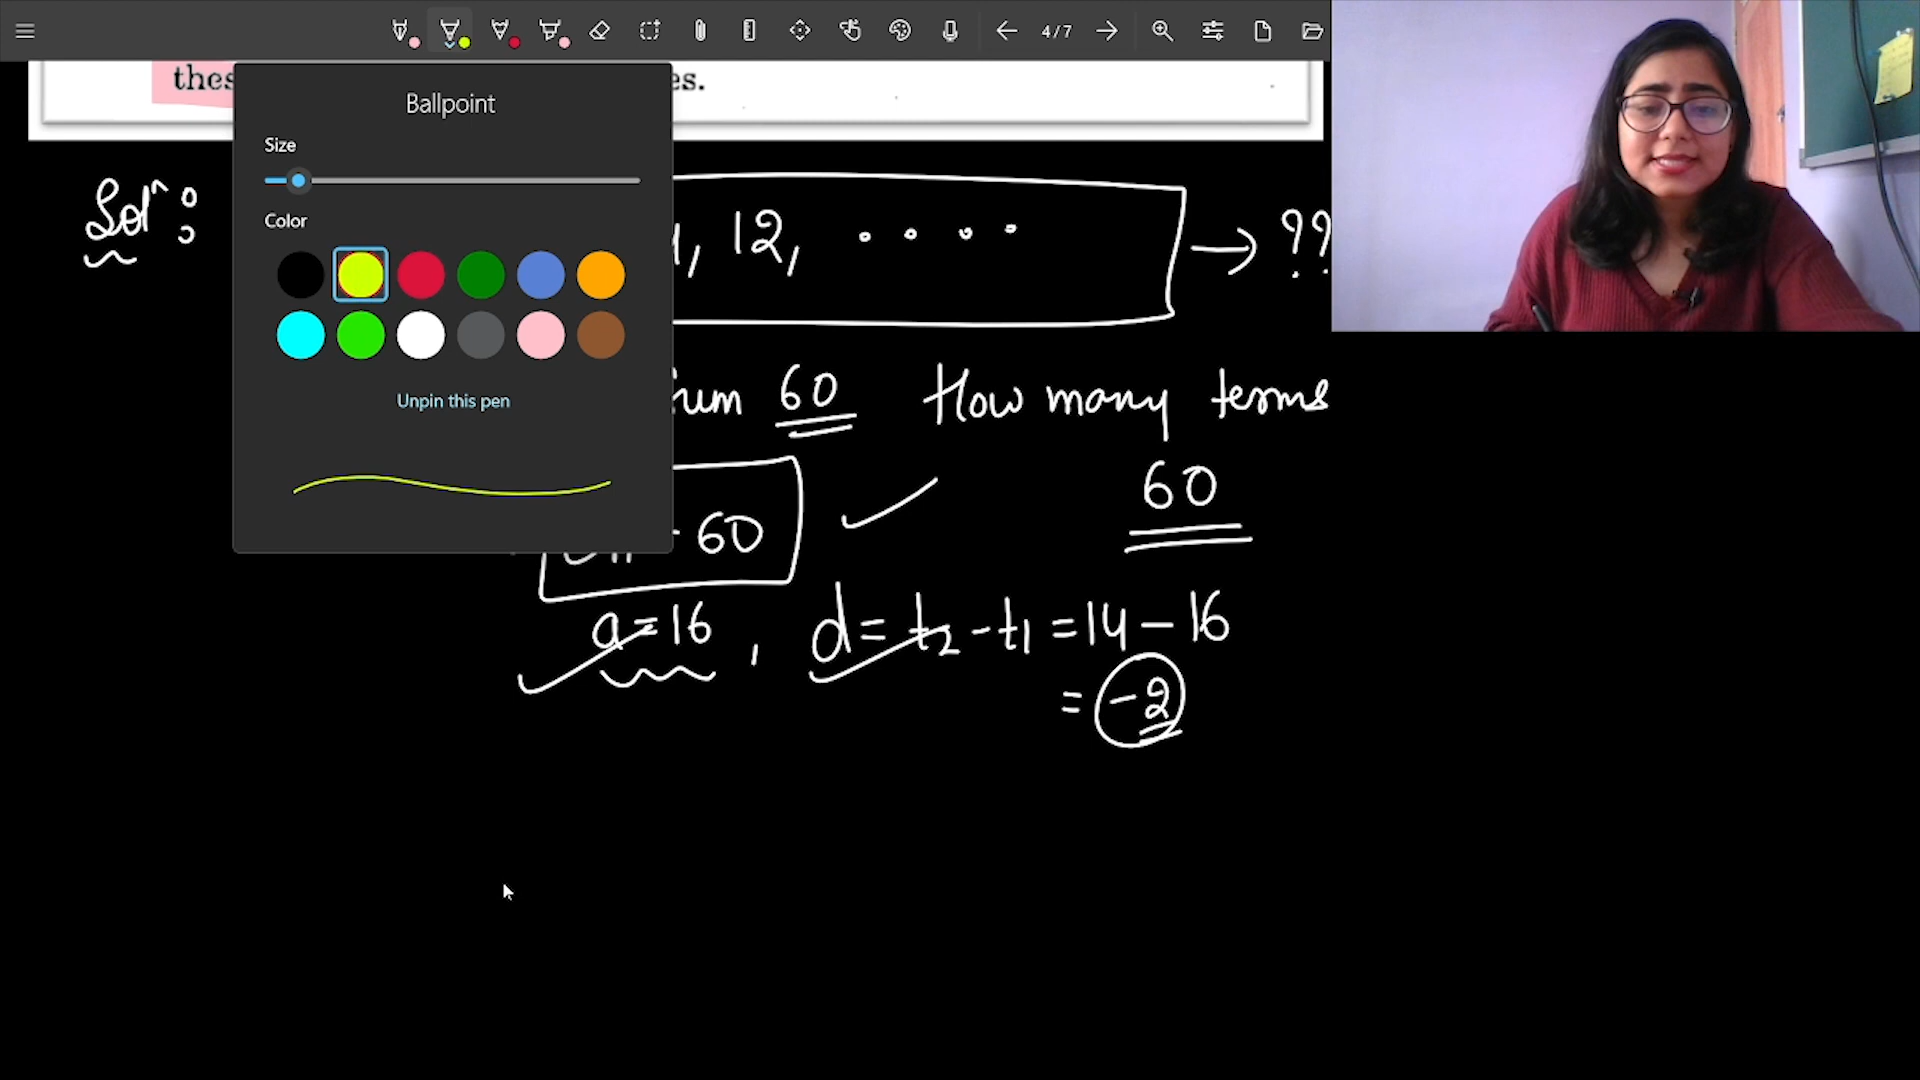 4/7
thes
es.
Ballpoint
Size
Color
Unpin this pen
Solⁿ:
, 12, .... → ??
sum 60 How many terms
60
60
a = 16 , d = t₂ - t₁ = 14 - 16
= -2